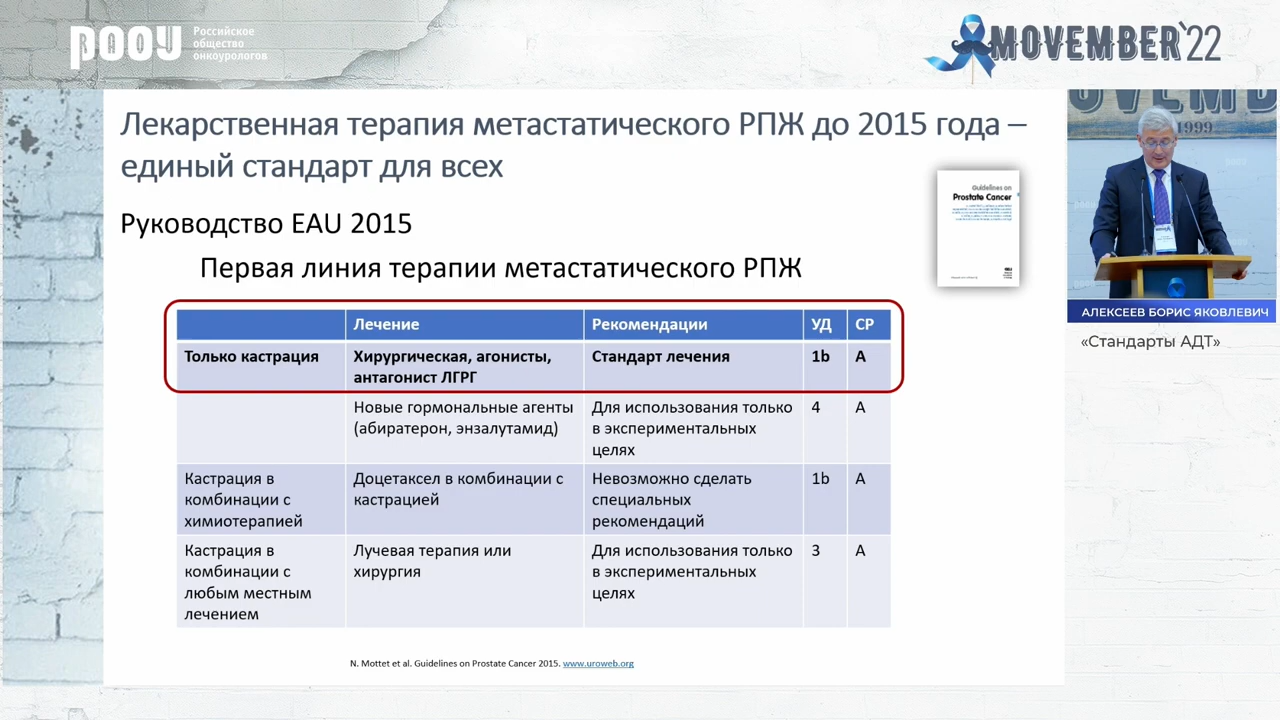 РООУ
Российское
общество
онкоурологов
MOVEMBER'22
Лекарственная терапия метастатического РПЖ до 2015 года –
единый стандарт для всех
Руководство EAU 2015
Guidelines on
Prostate Cancer
Первая линия терапии метастатического РПЖ
Лечение Рекомендации УД СР
Только кастрация Хирургическая, агонисты, Стандарт лечения 1b A
антагонист ЛГРГ
Новые гормональные агенты Для использования только 4 A
(абиратерон, энзалутамид) в экспериментальных
целях
Кастрация в Доцетаксел в комбинации с Невозможно сделать 1b A
комбинации с кастрацией специальных
химиотерапией рекомендаций
Кастрация в Лучевая терапия или Для использования только 3 A
комбинации с хирургия в экспериментальных
любым местным целях
лечением
N. Mottet et al. Guidelines on Prostate Cancer 2015. www.uroweb.org
1999
АЛЕКСЕЕВ БОРИС ЯКОВЛЕВИЧ
«Стандарты АДТ»